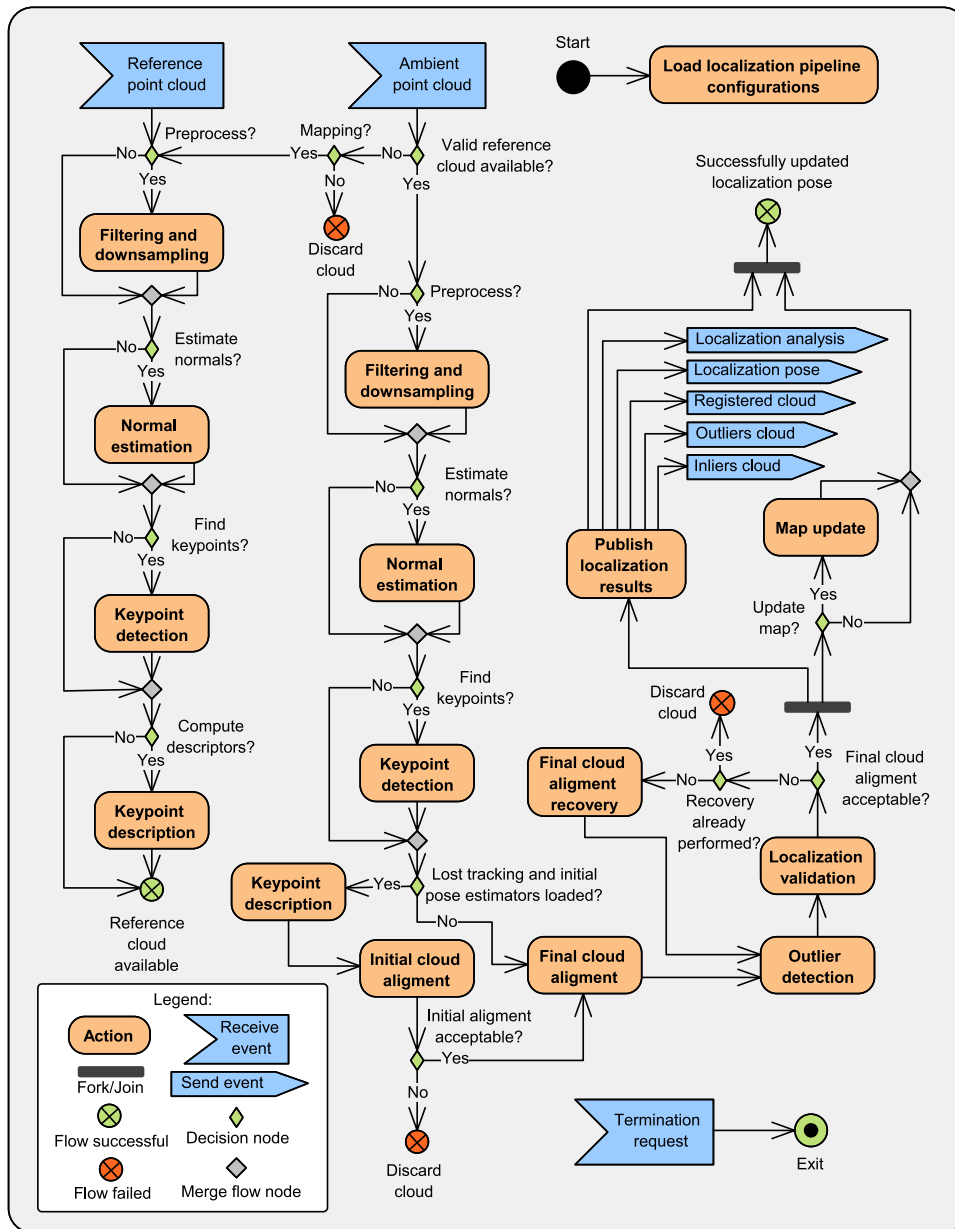 Reference
point cloud
Ambient
point cloud
Start
Load localization pipeline
configurations
Preprocess?
Mapping?
No
Yes
No
Valid reference
cloud available?
Yes
No
Yes
Discard
cloud
Successfully updated
localization pose
Filtering and
downsampling
No
Preprocess?
Yes
Estimate
normals?
No
Yes
Filtering and
downsampling
Localization analysis
Localization pose
Registered cloud
Outliers cloud
Inliers cloud
Normal
estimation
Estimate
normals?
No
Yes
Find
keypoints?
No
Yes
Normal
estimation
Publish
localization
results
Map update
Yes
Update
map?
No
Keypoint
detection
Find
keypoints?
No
Yes
Discard
cloud
Compute
descriptors?
No
Yes
Keypoint
detection
Final cloud
aligment
recovery
No
Yes
Recovery
already
performed?
No
Yes
Final cloud
aligment
acceptable?
Keypoint
description
Localization
validation
Lost tracking and initial
pose estimators loaded?
Yes
No
Keypoint
description
Reference
cloud
available
Initial cloud
aligment
Final cloud
aligment
Outlier
detection
Initial aligment
acceptable?
Yes
No
Discard
cloud
Legend:
Action
Receive
event
Fork/Join
Send event
Flow successful
Decision node
Flow failed
Merge flow node
Termination
request
Exit